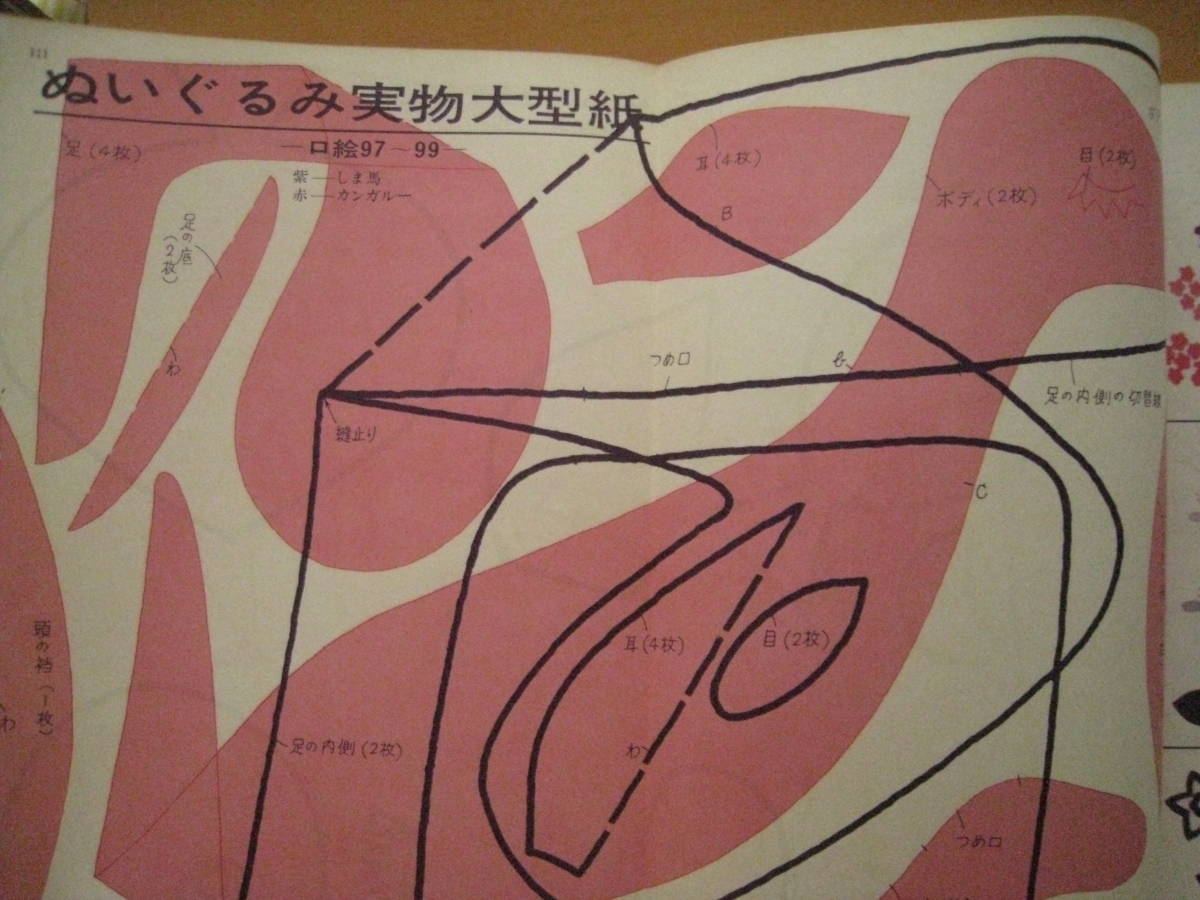 111
ぬいぐるみ実物大型紙
—口絵97～99—
紫——しま馬
赤——カンガルー
足(4枚)
足の底
(2枚)
わ
耳(4枚)
B
ボディ(2枚)
目(2枚)
つめ口
足の内側の切替線
縫止り
C
耳(4枚)
目(2枚)
わ
足の内側(2枚)
頭の襠(1枚)
わ
つめ口